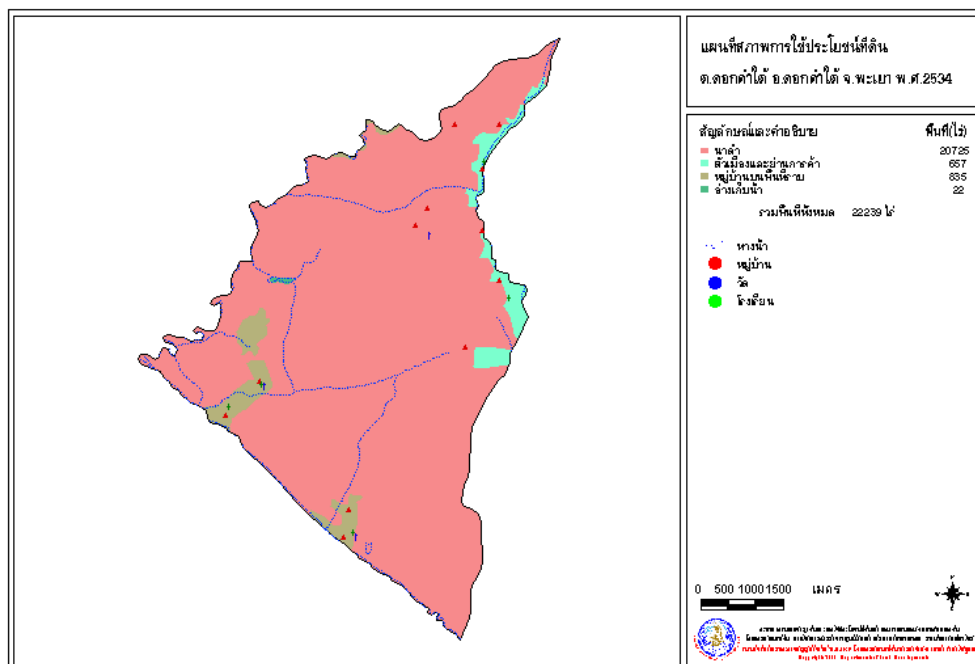 แผนที่สภาพการใช้ประโยชน์ที่ดิน
ต.ดอกคำใต้ อ.ดอกคำใต้ จ.พะเยา พ.ศ.2534
สัญลักษณ์และคำอธิบาย พื้นที่(ไร่)
นาดำ 20725
ตัวเมืองและย่านการค้า 657
หมู่บ้านบนพื้นที่ราบ 835
อ่างเก็บน้ำ 22
รวมพื้นที่ทั้งหมด 22239 ไร่
ทางน้ำ
หมู่บ้าน
วัด
โรงเรียน
0 500 1000 1500 เมตร